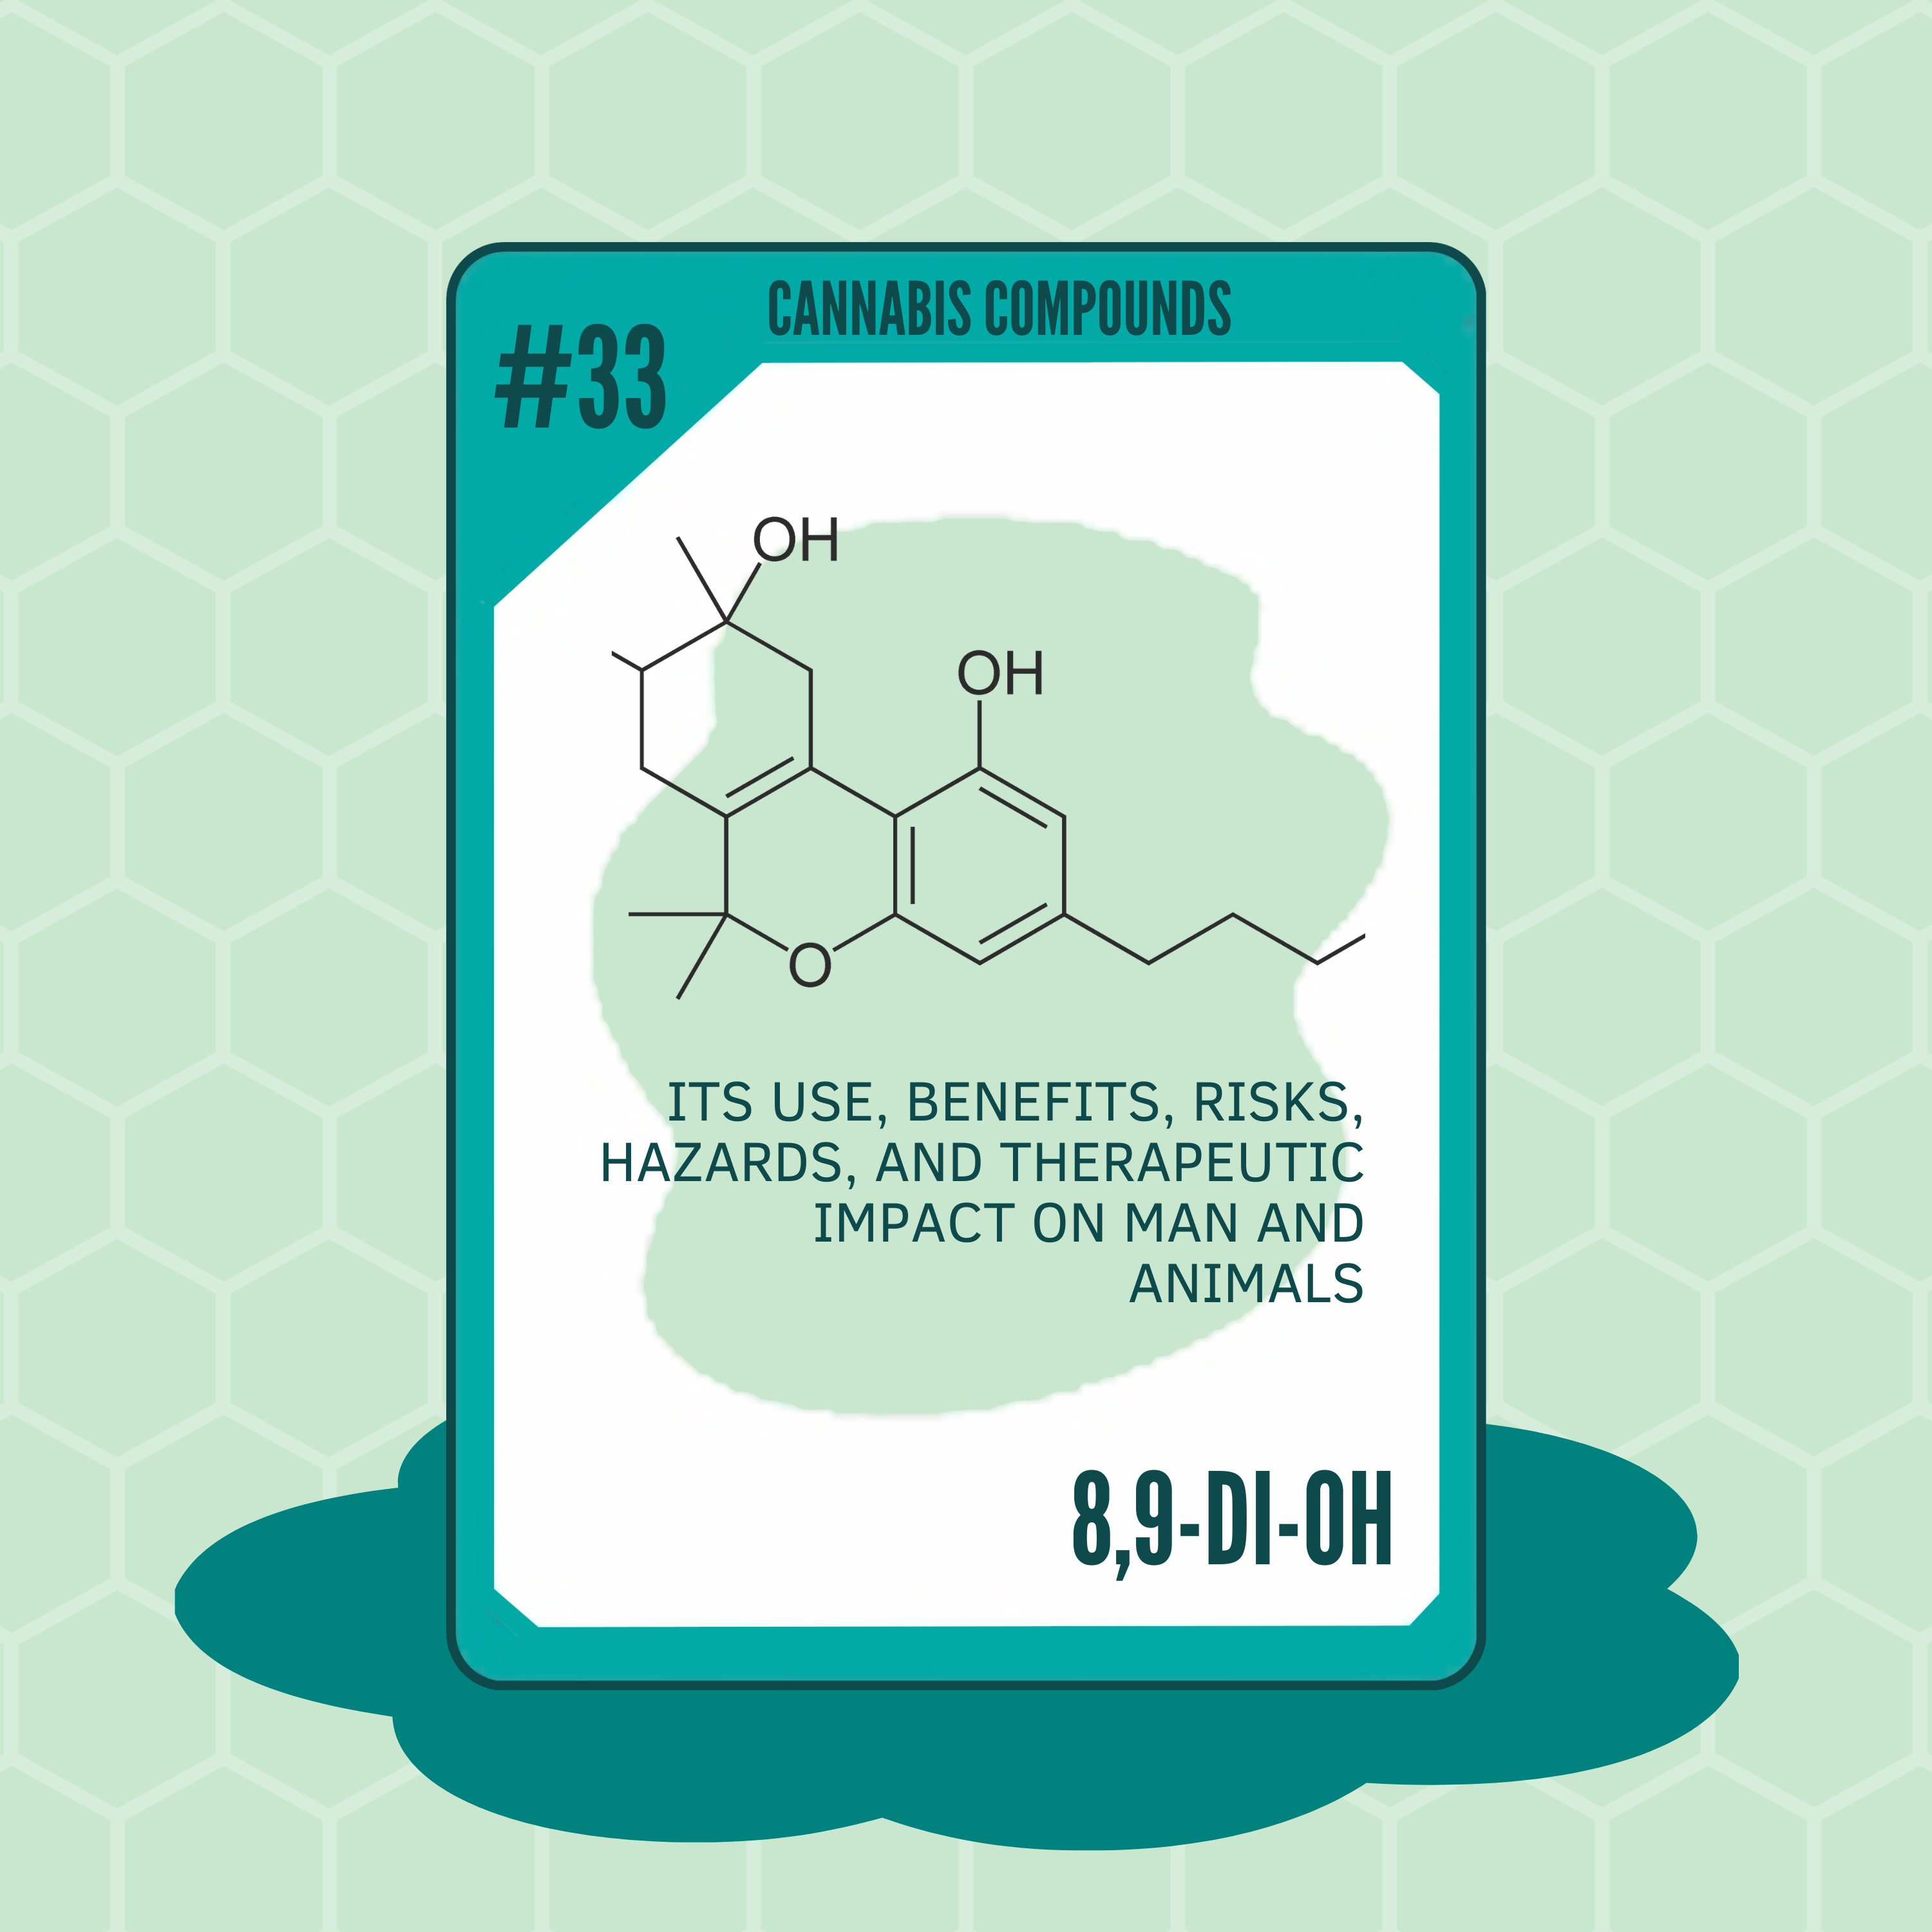 CANNABIS COMPOUNDS
#33
OH
OH
O
ITS USE, BENEFITS, RISKS,
HAZARDS, AND THERAPEUTIC
IMPACT ON MAN AND
ANIMALS
8,9-DI-OH